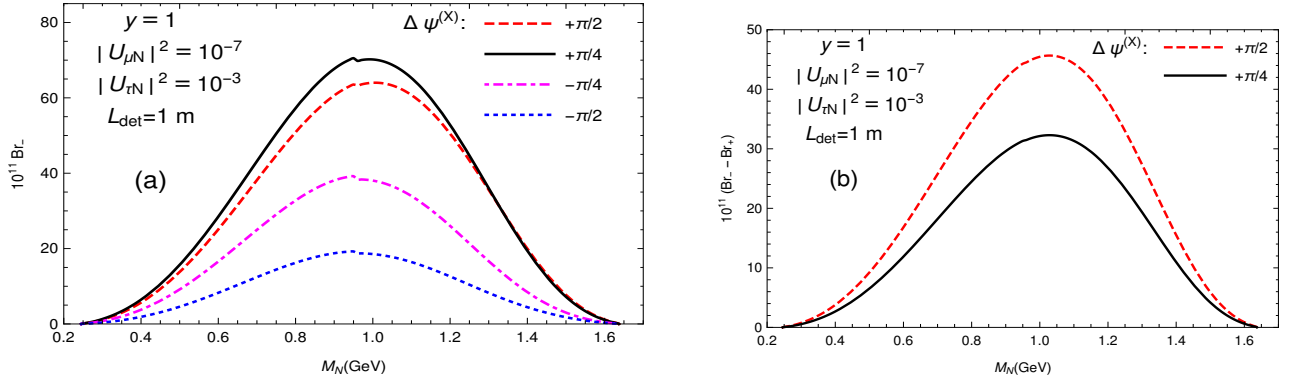 y = 1
| U_μN |² = 10⁻⁷
| U_τN |² = 10⁻³
L_det=1 m
Δ ψ^(X):
+π/2
+π/4
−π/4
−π/2
(a)
10¹¹ Br₋
80
60
40
20
0
0.2 0.4 0.6 0.8 1.0 1.2 1.4 1.6
M_N(GeV)
y = 1
| U_μN |² = 10⁻⁷
| U_τN |² = 10⁻³
L_det=1 m
Δ ψ^(X):
+π/2
+π/4
(b)
10¹¹ (Br₋ − Br₊)
50
40
30
20
10
0
0.2 0.4 0.6 0.8 1.0 1.2 1.4 1.6
M_N(GeV)